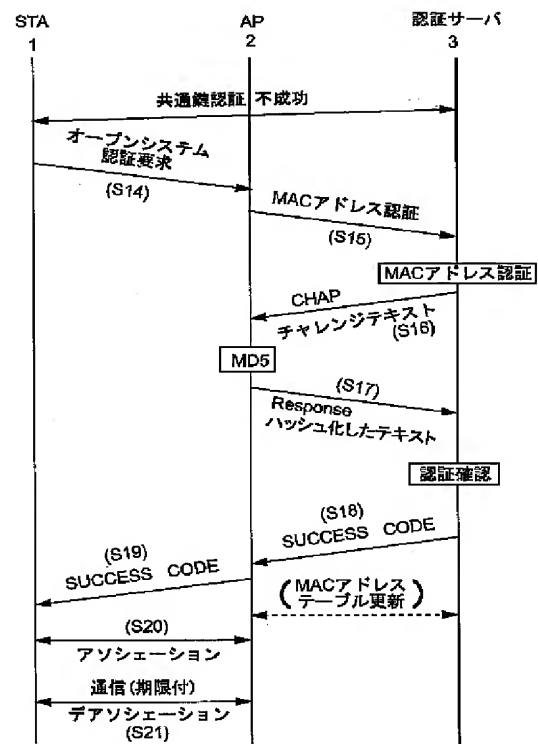 STA
1
AP
2
認証サーバ
3
共通鍵認証 不成功
オープンシステム
認証要求
(S14)
MACアドレス認証
(S15)
MACアドレス認証
CHAP
チャレンジテキスト
(S16)
MD5
(S17)
Response
ハッシュ化したテキスト
認証確認
(S18)
SUCCESS CODE
(S19)
SUCCESS CODE
(MACアドレス
テーブル更新)
(S20)
アソシェーション
通信(期限付)
デアソシェーション
(S21)